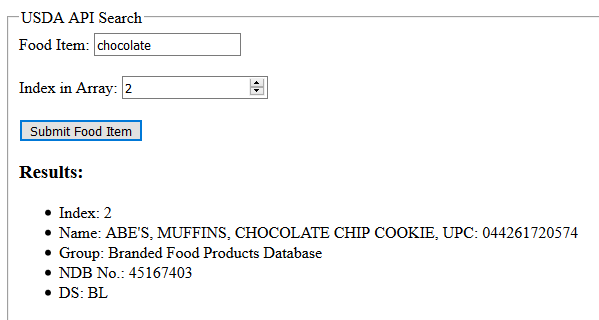 USDA API Search
Food Item: chocolate
Index in Array: 2
Submit Food Item
Results:
Index: 2
Name: ABE'S, MUFFINS, CHOCOLATE CHIP COOKIE, UPC: 044261720574
Group: Branded Food Products Database
NDB No.: 45167403
DS: BL